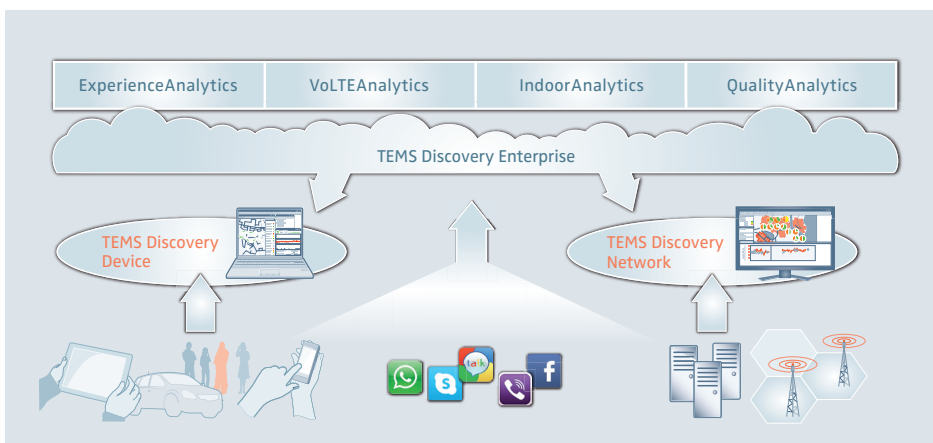 ExperienceAnalytics
VoLTEAnalytics
IndoorAnalytics
QualityAnalytics
TEMS Discovery Enterprise
TEMS Discovery
Device
TEMS Discovery
Network
talk